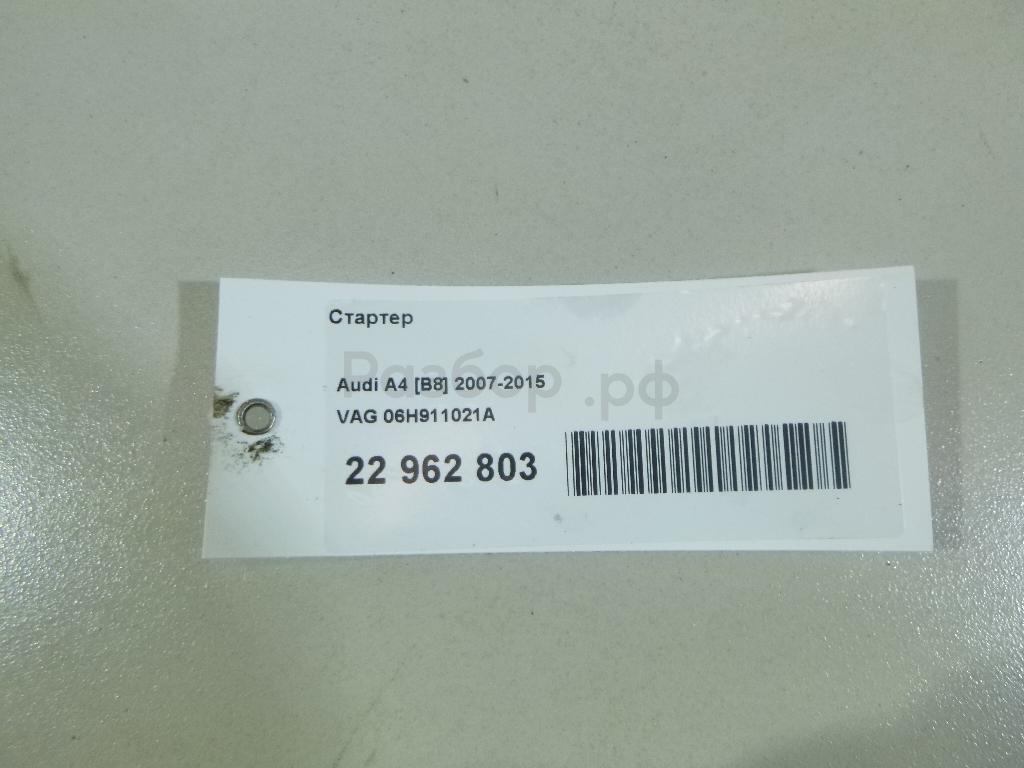 Стартер
Разбор.рф
Audi A4 [B8] 2007-2015
VAG 06H911021A
22 962 803